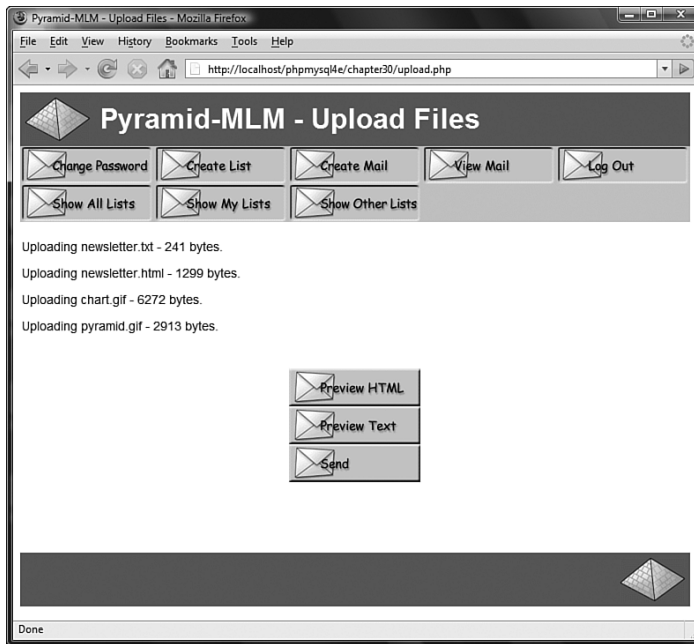 Pyramid-MLM - Upload Files - Mozilla Firefox
File Edit View History Bookmarks Tools Help
http://localhost/phpmysql4e/chapter30/upload.php
Pyramid-MLM - Upload Files
Change Password Create List Create Mail View Mail Log Out
Show All Lists Show My Lists Show Other Lists
Uploading newsletter.txt - 241 bytes.
Uploading newsletter.html - 1299 bytes.
Uploading chart.gif - 6272 bytes.
Uploading pyramid.gif - 2913 bytes.
Preview HTML
Preview Text
Send
Done